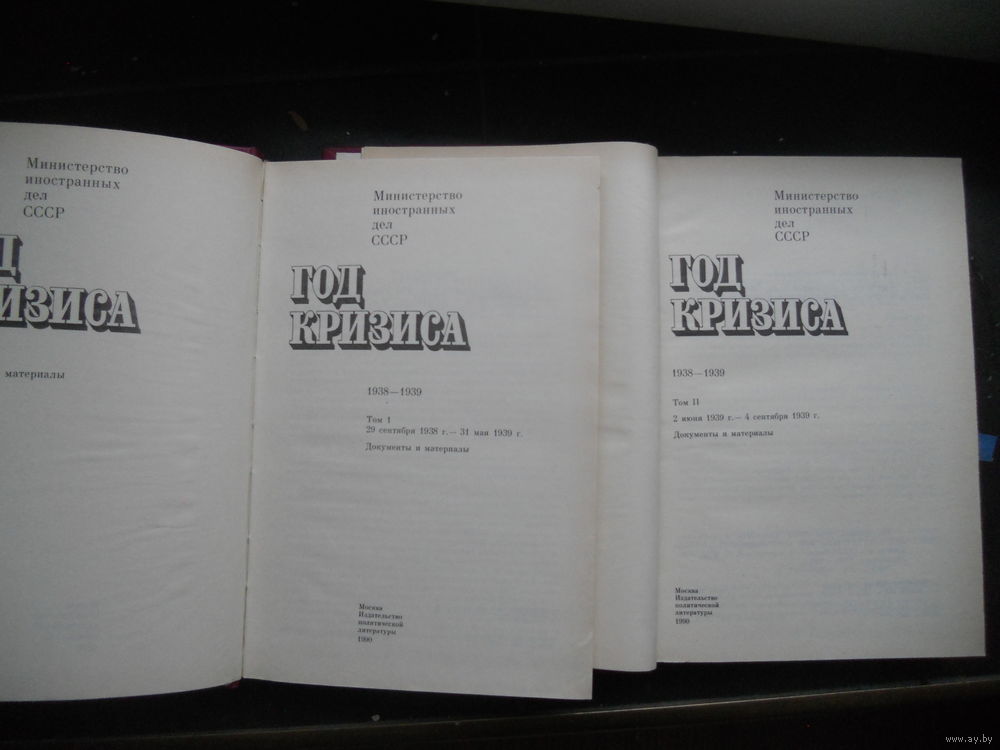 Министерство
иностранных
дел
СССР
Д
ИЗИСА
материалы
Министерство
иностранных
дел
СССР
ГОД
КРИЗИСА
1938—1939
Том 1
29 сентября 1938 г.— 31 мая 1939 г.
Документы и материалы
Москва
Издательство
политической
литературы
1990
Министерство
иностранных
дел
СССР
ГОД
КРИЗИСА
1938—1939
Том II
2 июня 1939 г.— 4 сентября 1939 г.
Документы и материалы
Москва
Издательство
политической
литературы
1990
www.ay.by